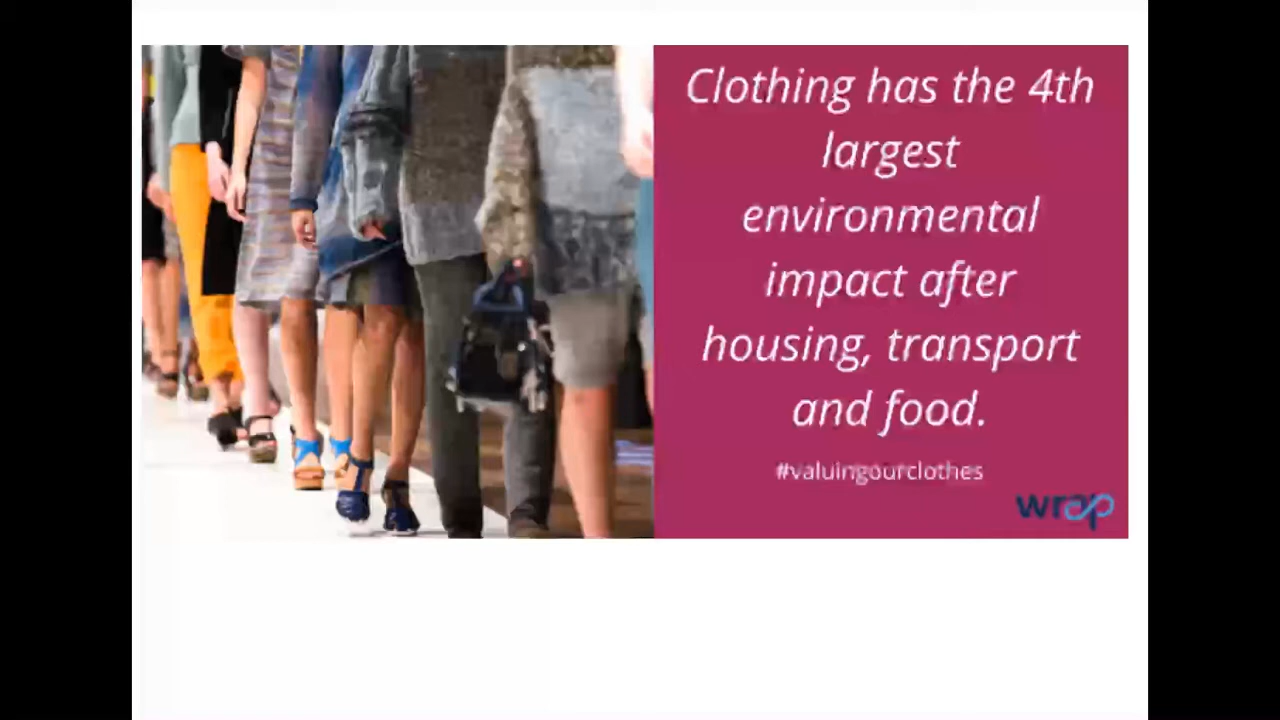 Clothing has the 4th
largest
environmental
impact after
housing, transport
and food.
#valuingourclothes
wrap